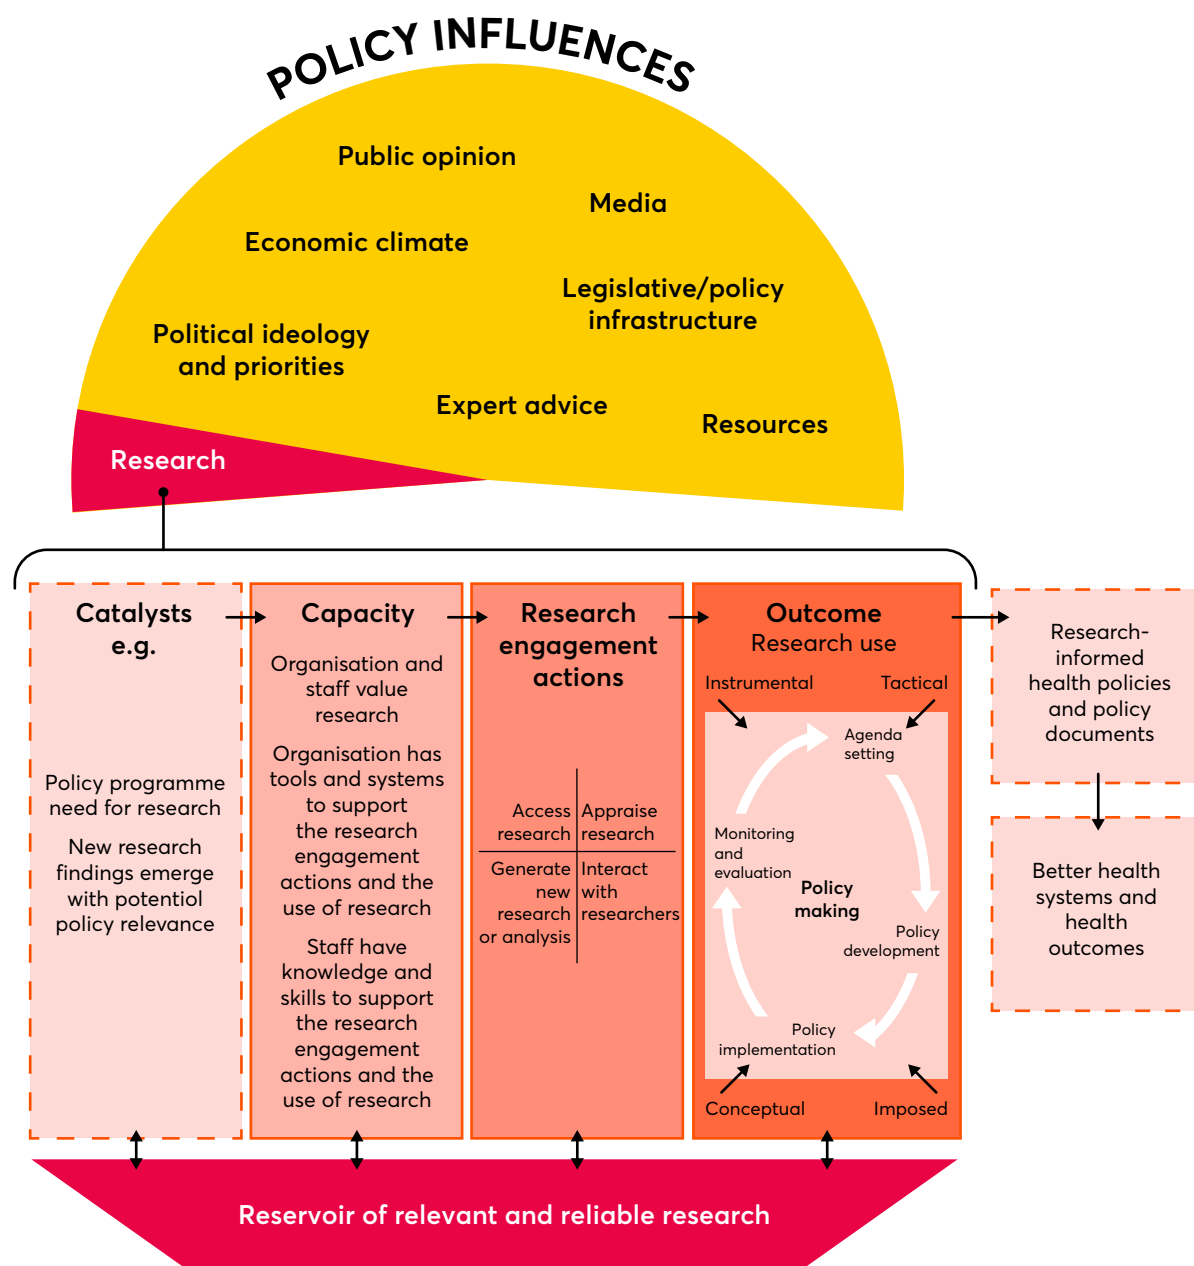 POLICY INFLUENCES
Public opinion
Media
Economic climate
Legislative/policy
infrastructure
Political ideology
and priorities
Expert advice
Resources
Research
Catalysts
e.g.
Policy programme
need for research
New research
findings emerge
with potentiol
policy relevance
Capacity
Organisation and
staff value
research
Organisation has
tools and systems
to support
the research
engagement
actions and the
use of research
Staff have
knowledge and
skills to support
the research
engagement
actions and the
use of research
Research
engagement
actions
Access
research
Appraise
research
Generate
new
research
or analysis
Interact
with
researchers
Outcome
Research use
Instrumental
Tactical
Agenda
setting
Monitoring
and
evaluation
Policy
making
Policy
development
Policy
implementation
Conceptual
Imposed
Research-
informed
health policies
and policy
documents
Better health
systems and
health
outcomes
Reservoir of relevant and reliable research